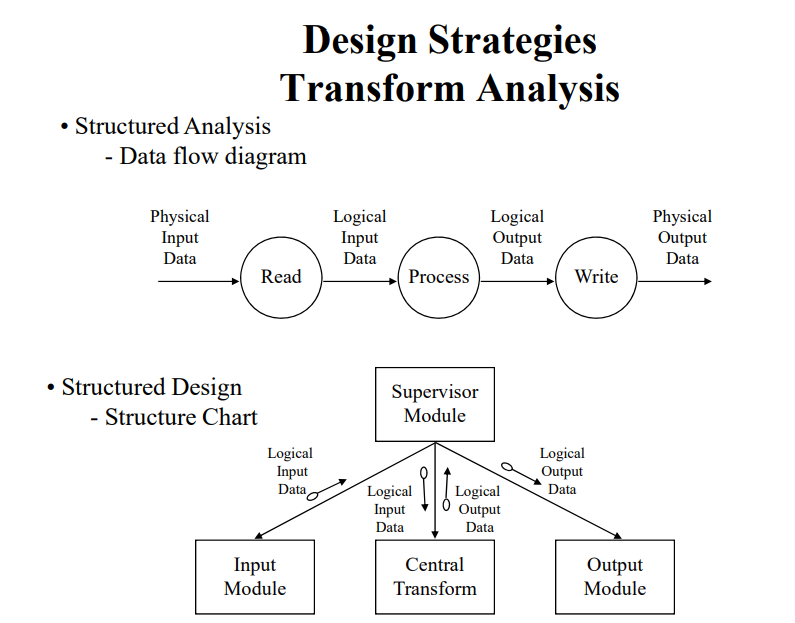 Design Strategies
Transform Analysis
• Structured Analysis
- Data flow diagram
Physical
Input
Data
Logical
Input
Data
Logical
Output
Data
Physical
Output
Data
Read
Process
Write
• Structured Design
- Structure Chart
Supervisor
Module
Logical
Input
Data
Logical
Input
Data
Logical
Output
Data
Logical
Output
Data
Input
Module
Central
Transform
Output
Module